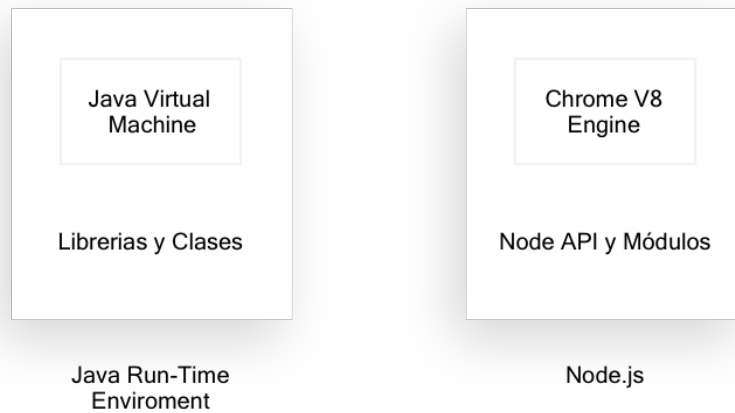 Java Virtual
Machine
Librerias y Clases
Java Run-Time
Enviroment
Chrome V8
Engine
Node API y Módulos
Node.js